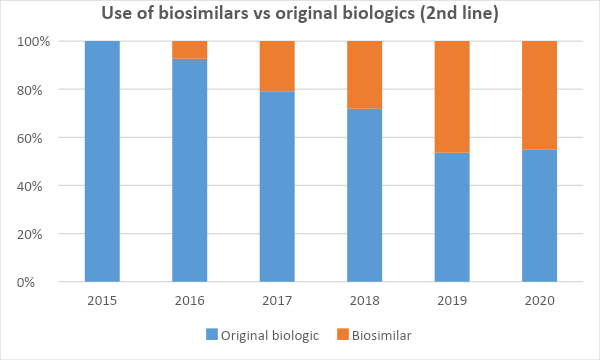 Use of biosimilars vs original biologics (2nd line)
100%
80%
60%
40%
20%
0%
2015 2016 2017 2018 2019 2020
Original biologic Biosimilar